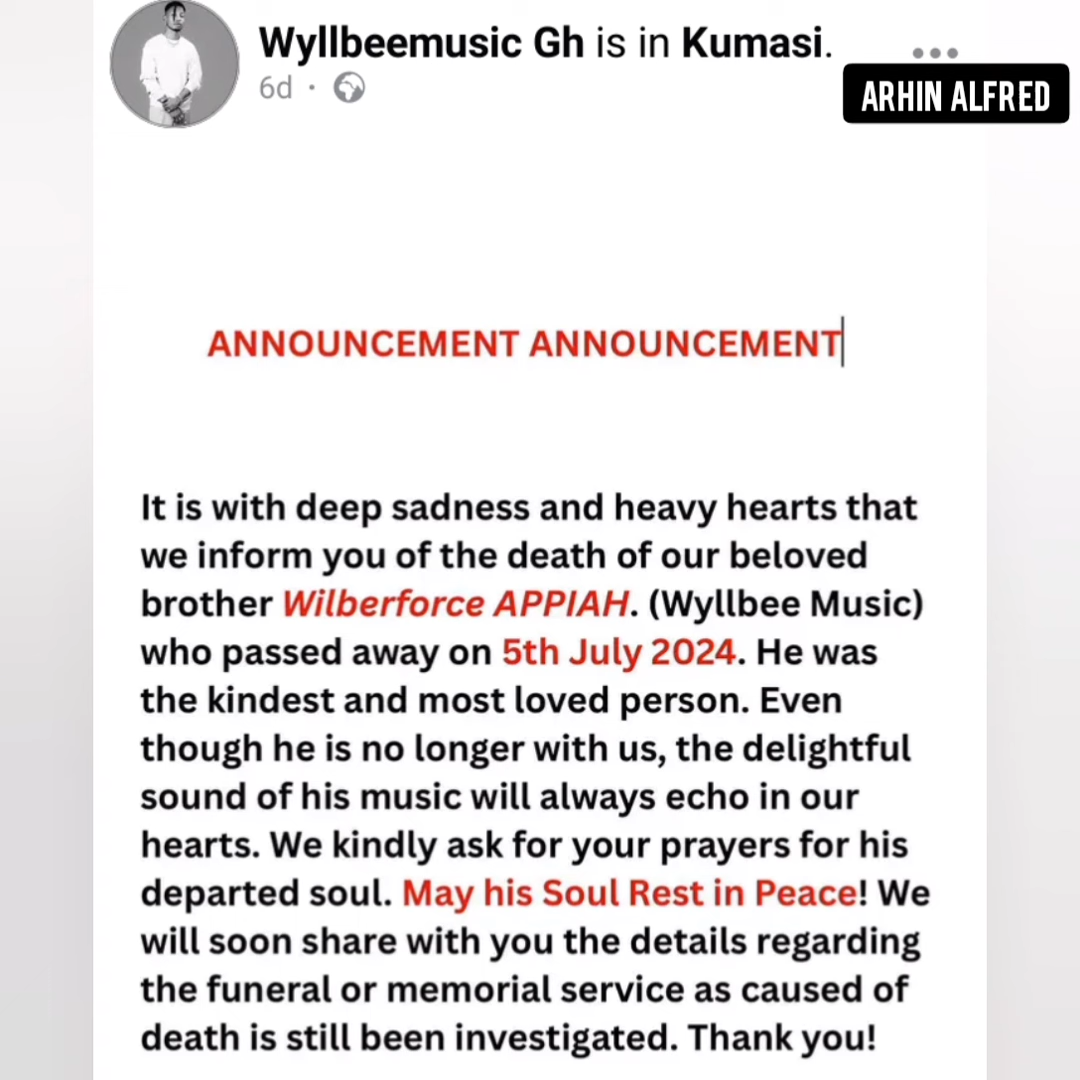 Wyllbeemusic Gh is in Kumasi.
6d ·
ARHIN ALFRED
ANNOUNCEMENT ANNOUNCEMENT
It is with deep sadness and heavy hearts that
we inform you of the death of our beloved
brother Wilberforce APPIAH. (Wyllbee Music)
who passed away on 5th July 2024. He was
the kindest and most loved person. Even
though he is no longer with us, the delightful
sound of his music will always echo in our
hearts. We kindly ask for your prayers for his
departed soul. May his Soul Rest in Peace! We
will soon share with you the details regarding
the funeral or memorial service as caused of
death is still been investigated. Thank you!